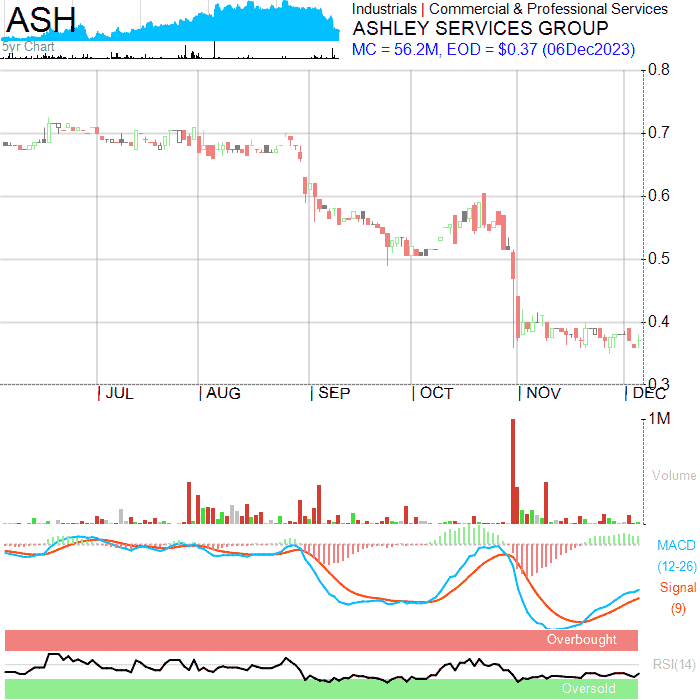 ASH
5yr Chart
Industrials | Commercial & Professional Services
ASHLEY SERVICES GROUP
MC = 56.2M, EOD = $0.37 (06Dec2023)
0.8
0.7
0.6
0.5
0.4
0.3
JUL
AUG
SEP
OCT
NOV
DEC
1M
Volume
MACD
(12-26)
Signal
(9)
Overbought
RSI(14)
Oversold